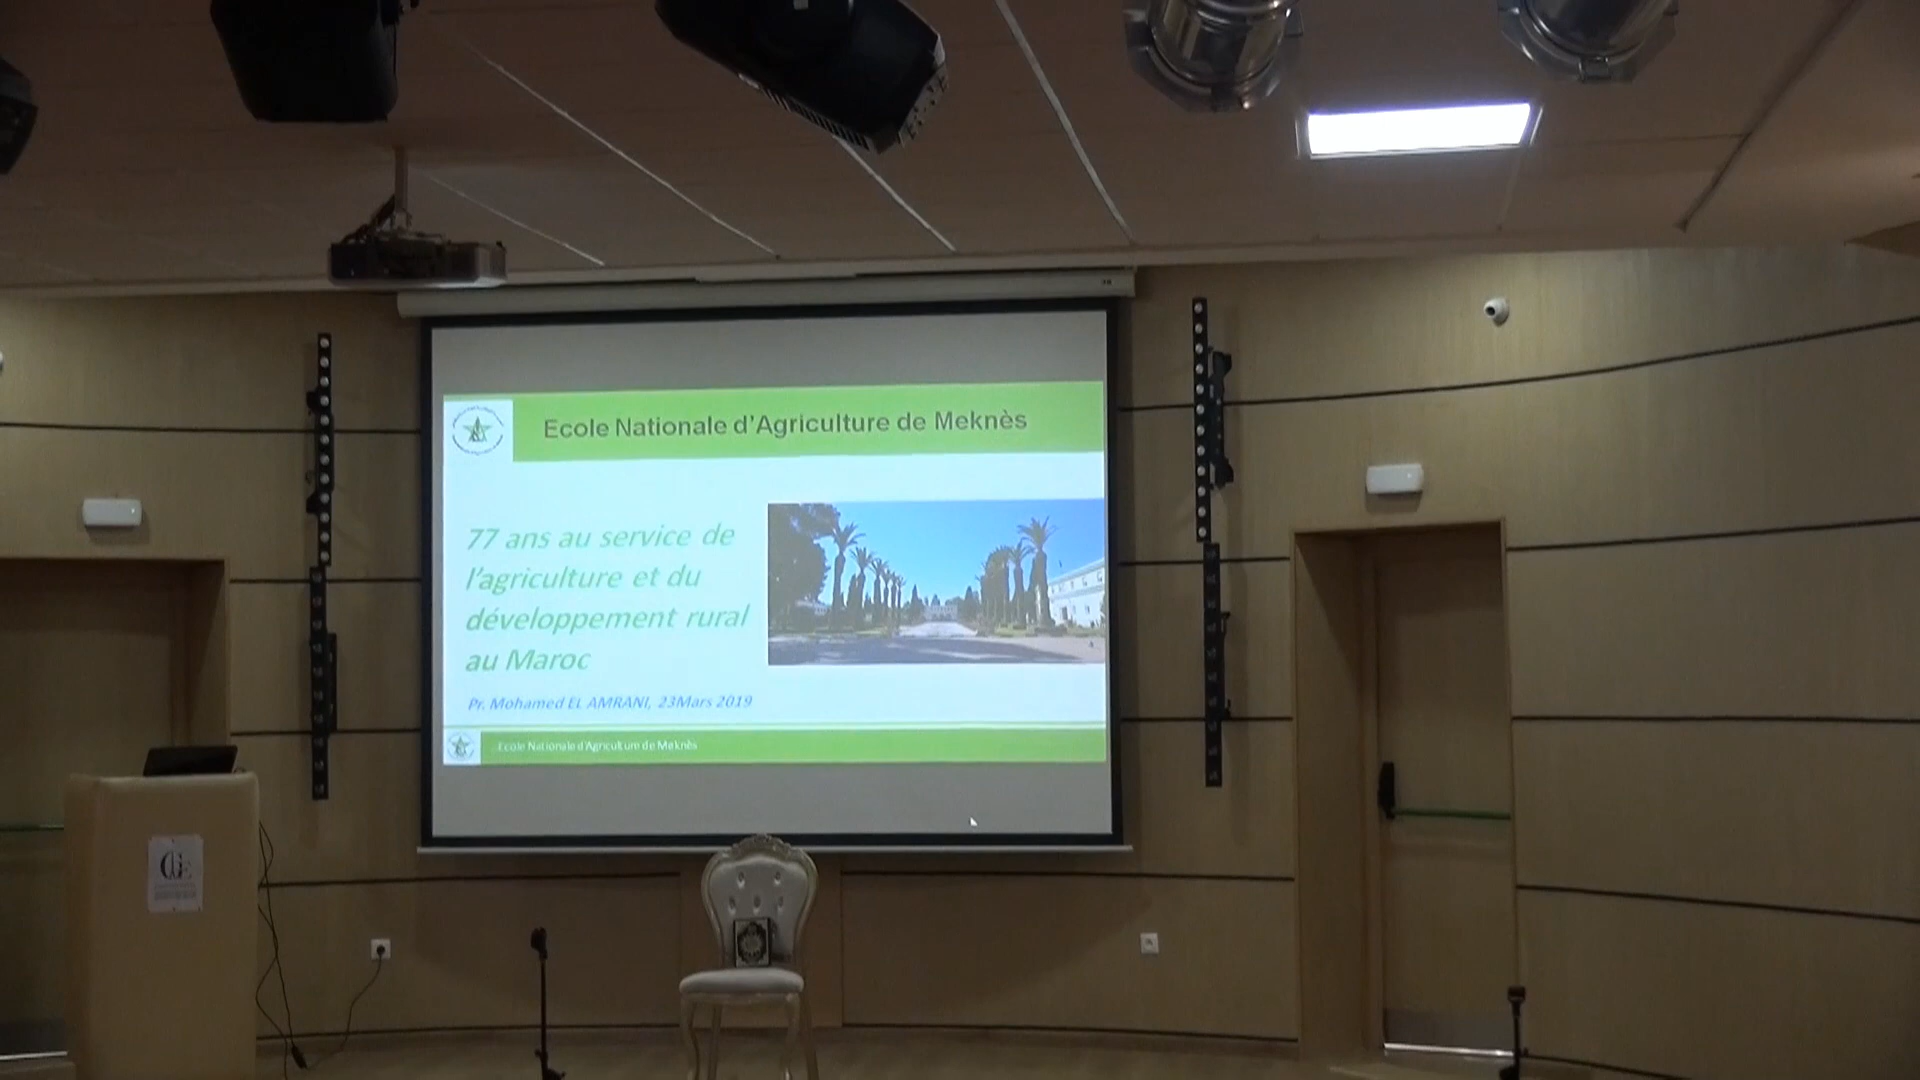 Ecole Nationale d'Agriculture de Meknès
77 ans au service de
l'agriculture et du
développement rural
au Maroc
Pr. Mohamed EL AMRANI, 23Mars 2019
Ecole Nationale d'Agriculture de Meknès